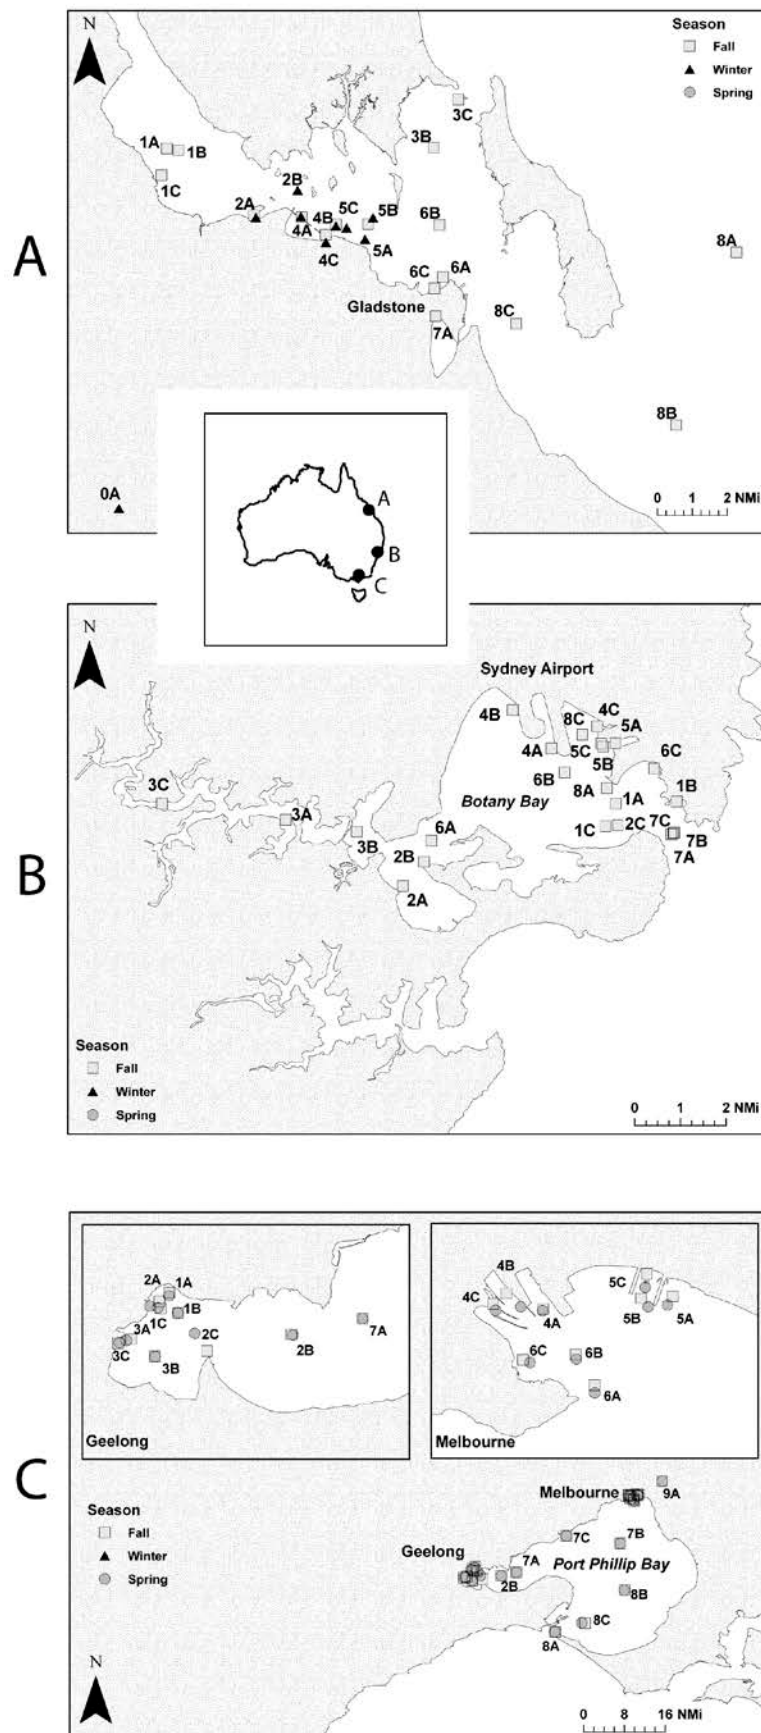 N
Season
Fall
Winter
Spring
3C
1A
1B
3B
1C
2B
2A
4B
5C
5B
6B
4A
5A
4C
8A
6C
6A
Gladstone
8C
7A
A
8B
0A
0 1 2 NMi
A
B
C
N
Sydney Airport
4B
8C
4C
5A
4A
5C
5B
6C
6B
3C
8A
1B
Botany Bay
1A
3A
6A
1C
2C
7C
3B
7B
2B
7A
2A
B
Season
Fall
Winter
Spring
0 1 2 NMi
2A
1A
1B
1C
3A
2C
7A
3C
3B
2B
Geelong
4B
5C
4C
4A
5B
5A
6C
6B
6A
Melbourne
C
Season
Fall
Winter
Spring
Melbourne
9A
7C
7B
Geelong
7A
Port Phillip Bay
2B
8B
8C
8A
N
0 8 16 NMi